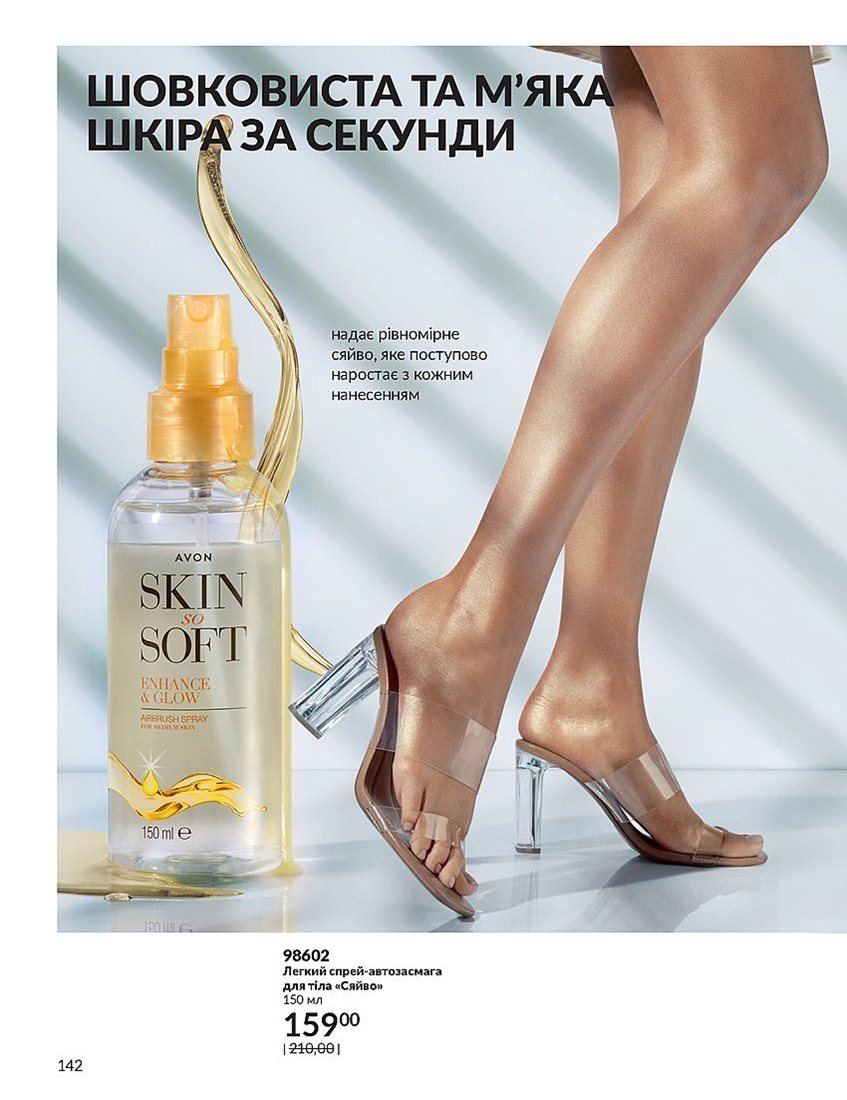 ШОВКОВИСТА ТА М’ЯКА
ШКІРА ЗА СЕКУНДИ
надає рівномірне
сяйво, яке поступово
наростає з кожним
нанесенням
AVON
SKIN
so
SOFT
ENHANCE
& GLOW
AIRBRUSH SPRAY
FOR MEDIUM SKIN
150 ml ℮
98602
Легкий спрей-автозасмага
для тіла «Сяйво»
150 мл
159⁰⁰
| 210,00 |
142